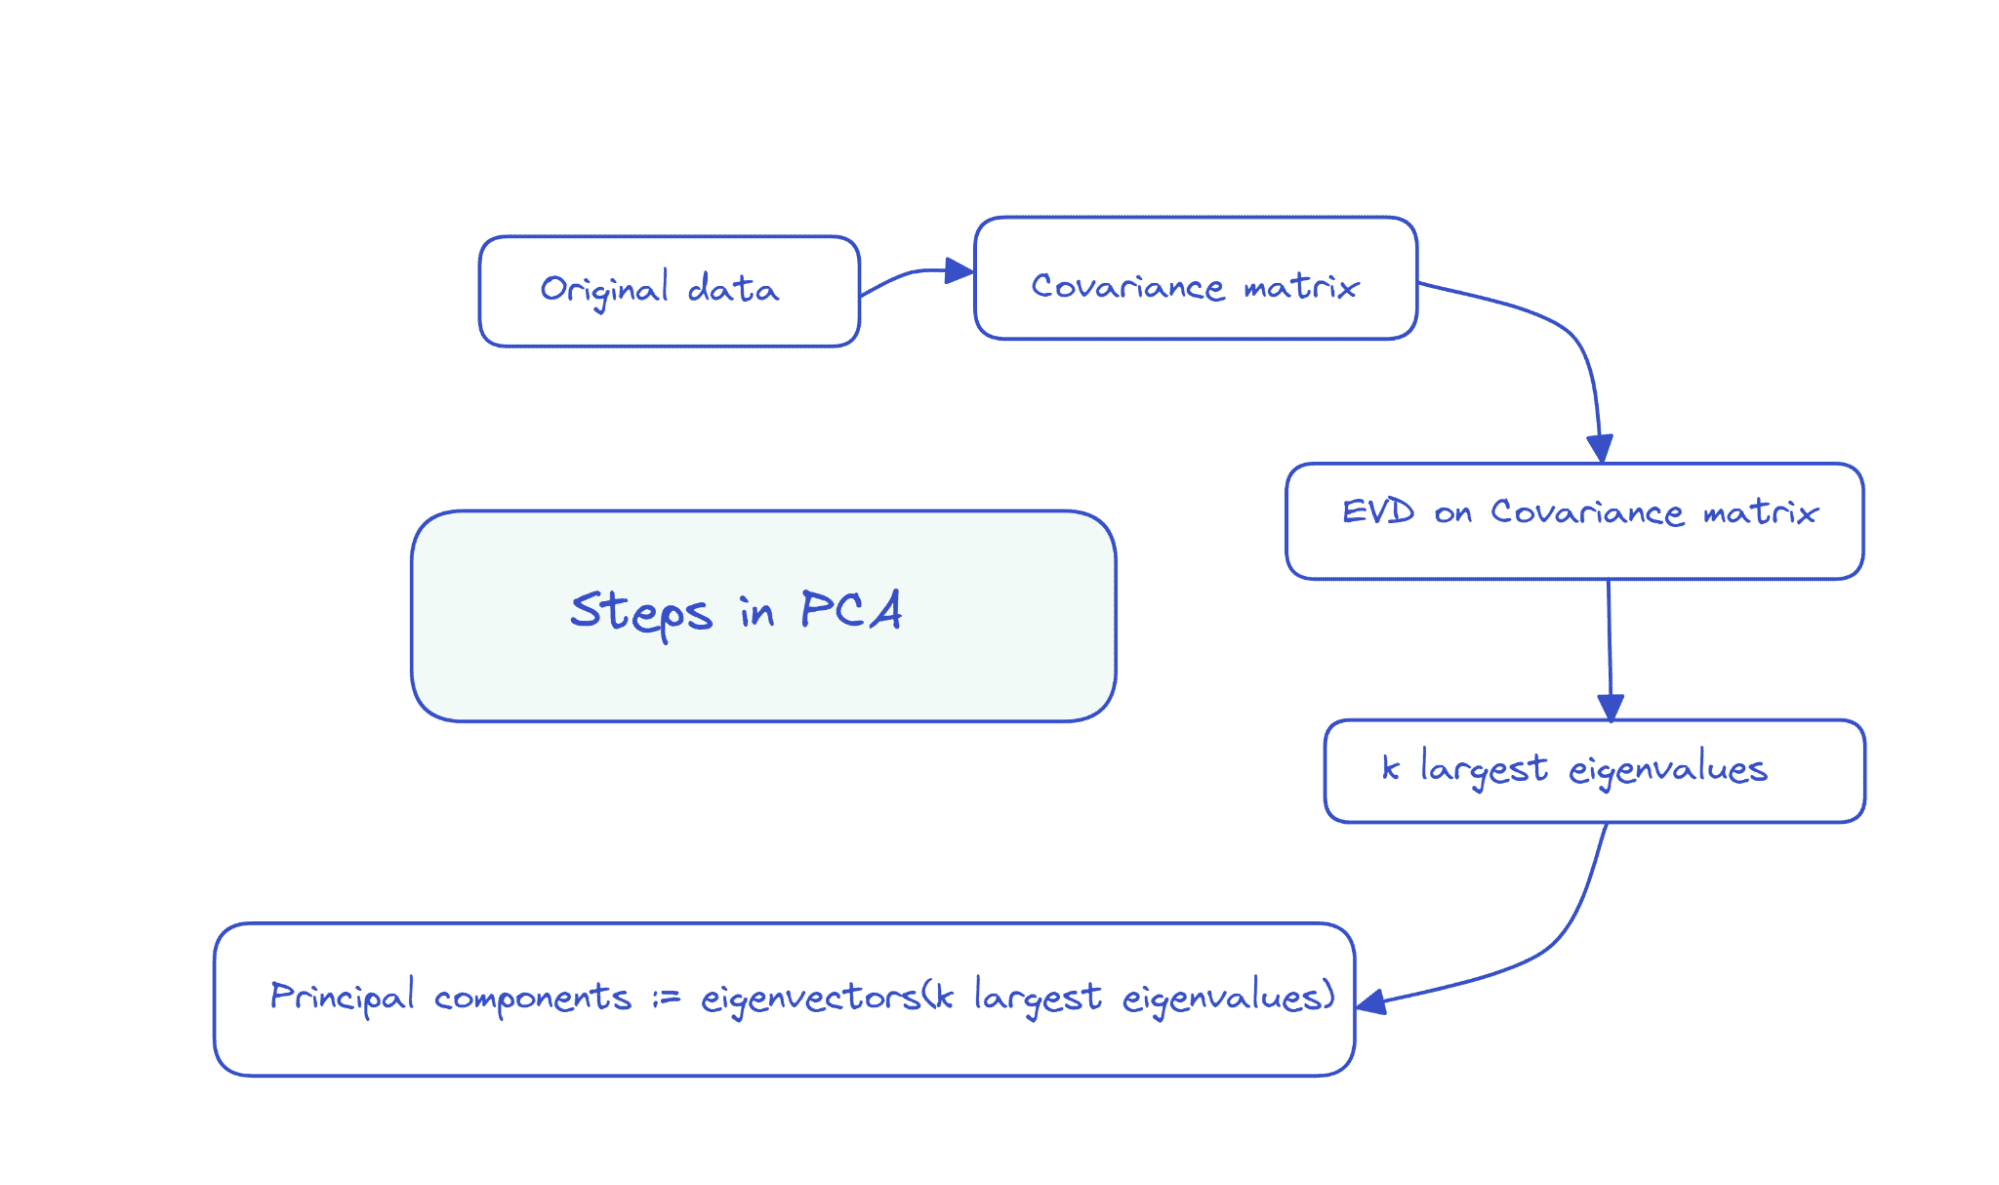 Original data
Covariance matrix
EVD on Covariance matrix
Steps in PCA
k largest eigenvalues
Principal components := eigenvectors(k largest eigenvalues)